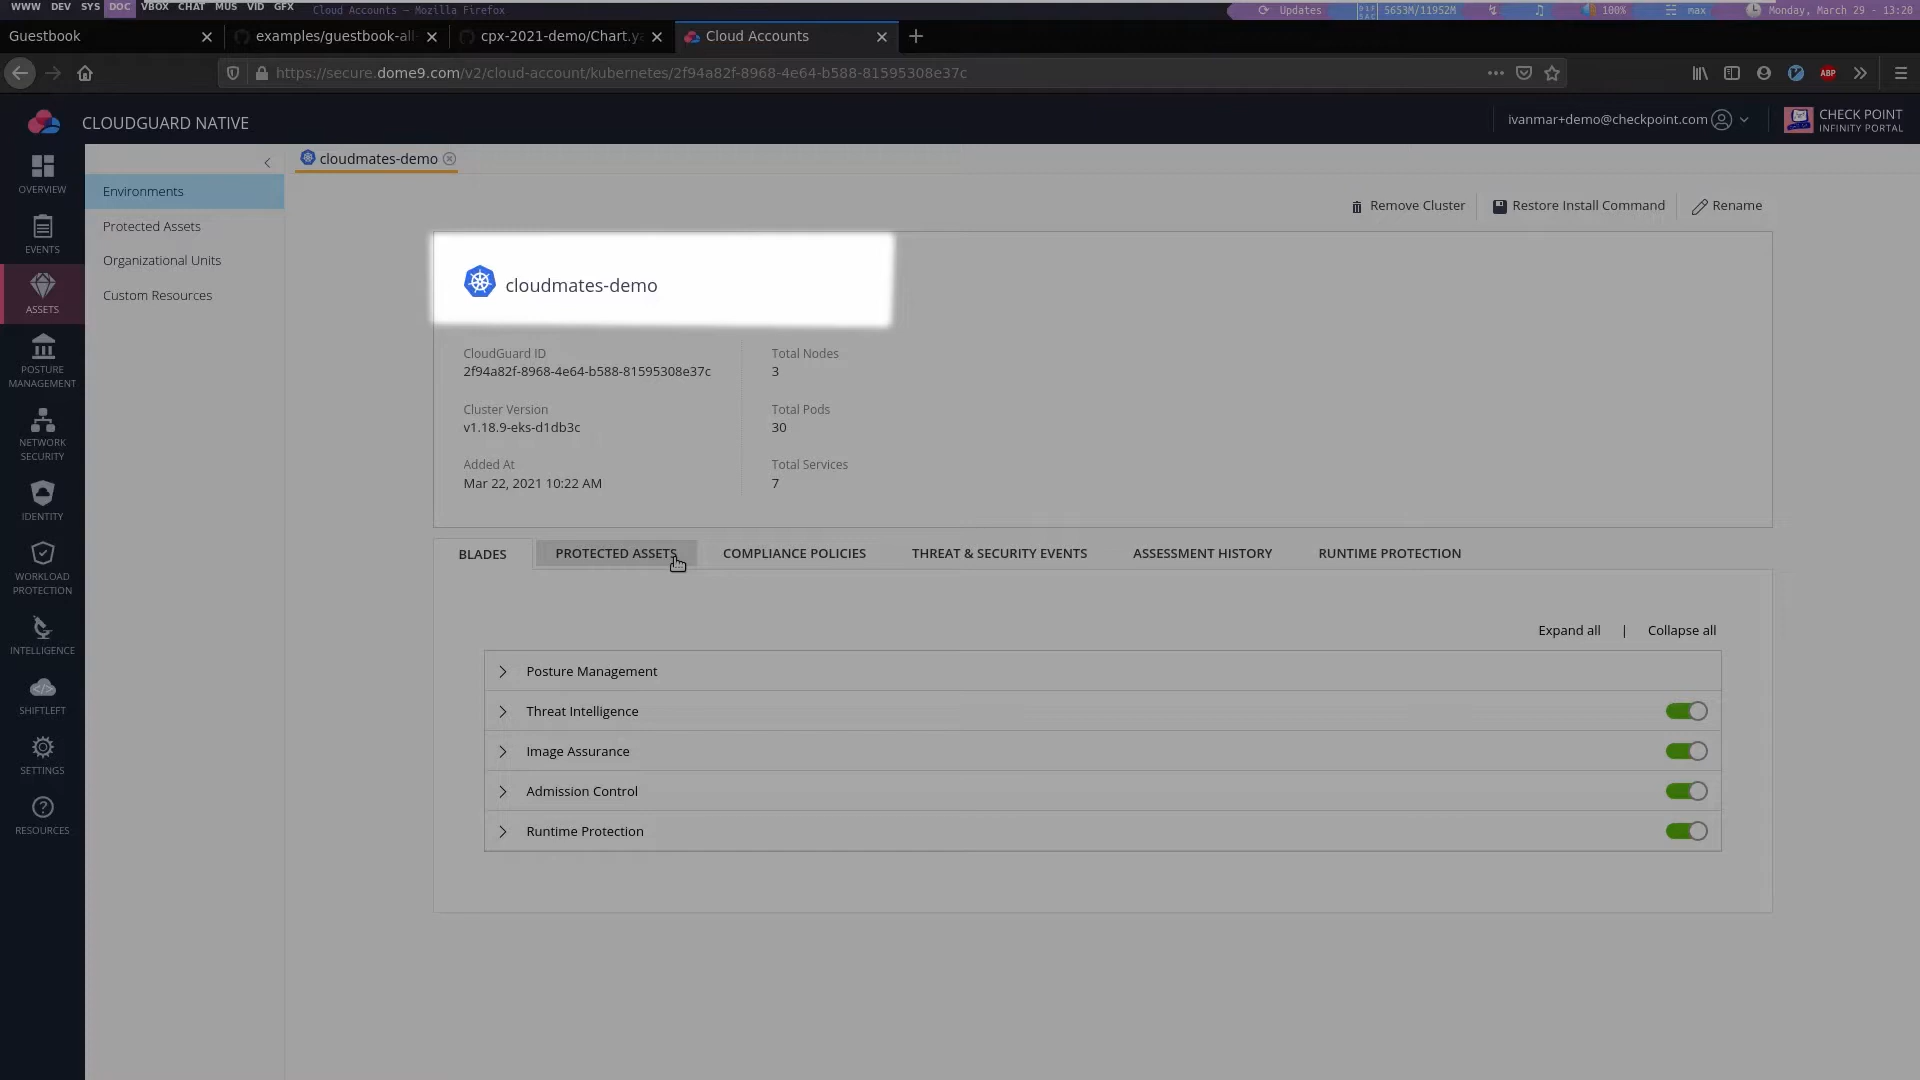 WWW DEV SYS DOC VBOX CHAT MUS VID GFX Cloud Accounts — Mozilla Firefox Updates 5653M/11952M 100% max Monday, March 29 - 13:20
Guestbook examples/guestbook-all- cpx-2021-demo/Chart.ya Cloud Accounts
https://secure.dome9.com/v2/cloud-account/kubernetes/2f94a82f-8968-4e64-b588-81595308e37c ABP
CLOUDGUARD NATIVE
ivanmar+demo@checkpoint.com
CHECK POINT
INFINITY PORTAL
OVERVIEW
EVENTS
ASSETS
POSTURE
MANAGEMENT
NETWORK
SECURITY
IDENTITY
WORKLOAD
PROTECTION
INTELLIGENCE
SHIFTLEFT
SETTINGS
RESOURCES
Environments
Protected Assets
Organizational Units
Custom Resources
cloudmates-demo
Remove Cluster Restore Install Command Rename
cloudmates-demo
CloudGuard ID
2f94a82f-8968-4e64-b588-81595308e37c
Cluster Version
v1.18.9-eks-d1db3c
Added At
Mar 22, 2021 10:22 AM
Total Nodes
3
Total Pods
30
Total Services
7
BLADES PROTECTED ASSETS COMPLIANCE POLICIES THREAT & SECURITY EVENTS ASSESSMENT HISTORY RUNTIME PROTECTION
Expand all | Collapse all
Posture Management
Threat Intelligence
Image Assurance
Admission Control
Runtime Protection